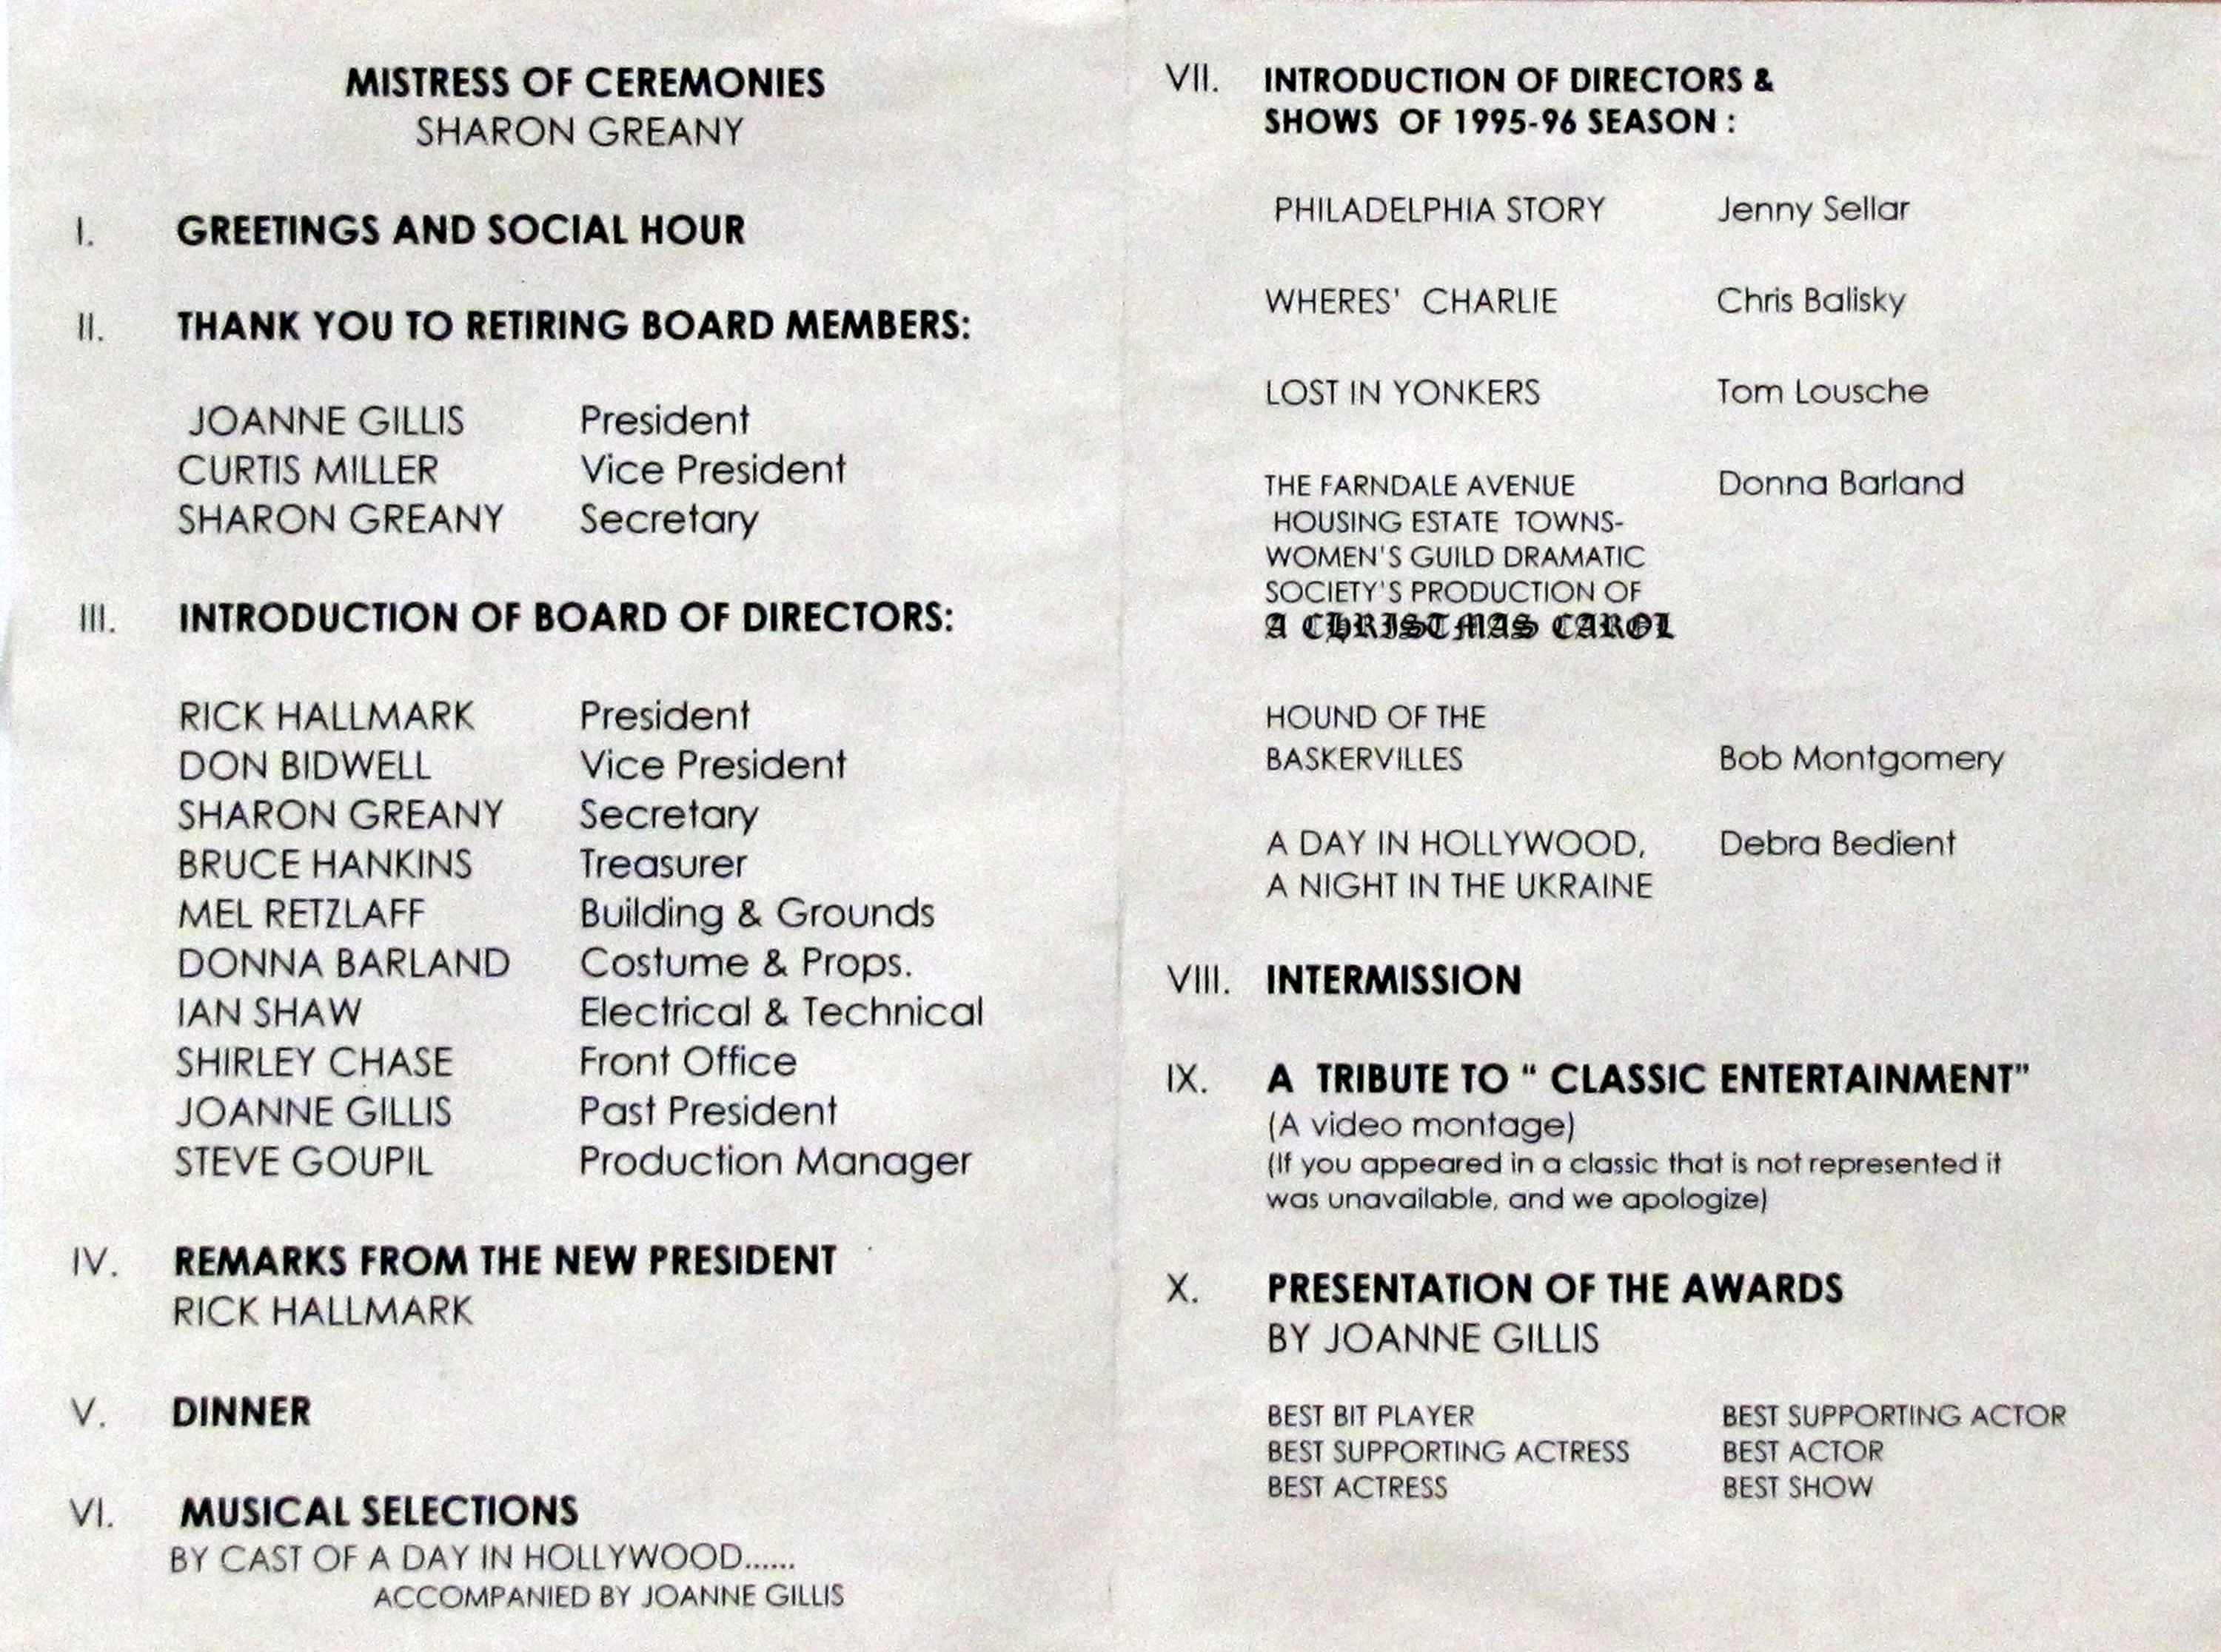 MISTRESS OF CEREMONIES
SHARON GREANY
I. GREETINGS AND SOCIAL HOUR
II. THANK YOU TO RETIRING BOARD MEMBERS:
JOANNE GILLIS President
CURTIS MILLER Vice President
SHARON GREANY Secretary
III. INTRODUCTION OF BOARD OF DIRECTORS:
RICK HALLMARK President
DON BIDWELL Vice President
SHARON GREANY Secretary
BRUCE HANKINS Treasurer
MEL RETZLAFF Building & Grounds
DONNA BARLAND Costume & Props.
IAN SHAW Electrical & Technical
SHIRLEY CHASE Front Office
JOANNE GILLIS Past President
STEVE GOUPIL Production Manager
IV. REMARKS FROM THE NEW PRESIDENT
RICK HALLMARK
V. DINNER
VI. MUSICAL SELECTIONS
BY CAST OF A DAY IN HOLLYWOOD......
ACCOMPANIED BY JOANNE GILLIS
VII. INTRODUCTION OF DIRECTORS &
SHOWS OF 1995-96 SEASON :
PHILADELPHIA STORY Jenny Sellar
WHERES' CHARLIE Chris Balisky
LOST IN YONKERS Tom Lousche
THE FARNDALE AVENUE Donna Barland
HOUSING ESTATE TOWNS-
WOMEN'S GUILD DRAMATIC
SOCIETY'S PRODUCTION OF
A CHRISTMAS CAROL
HOUND OF THE
BASKERVILLES Bob Montgomery
A DAY IN HOLLYWOOD, Debra Bedient
A NIGHT IN THE UKRAINE
VIII. INTERMISSION
IX. A TRIBUTE TO “ CLASSIC ENTERTAINMENT”
(A video montage)
(If you appeared in a classic that is not represented it
was unavailable, and we apologize)
X. PRESENTATION OF THE AWARDS
BY JOANNE GILLIS
BEST BIT PLAYER BEST SUPPORTING ACTOR
BEST SUPPORTING ACTRESS BEST ACTOR
BEST ACTRESS BEST SHOW